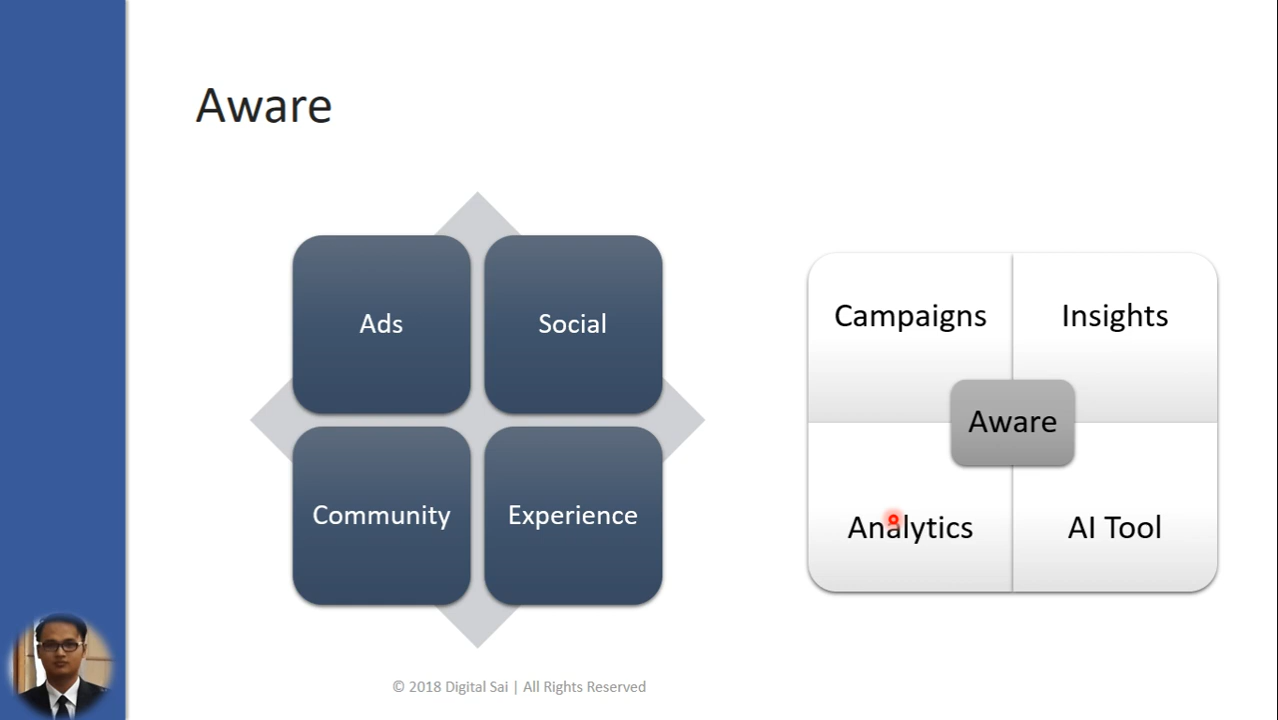 Aware
Ads
Social
Community
Experience
Campaigns
Insights
Aware
Analytics
AI Tool
© 2018 Digital Sai | All Rights Reserved